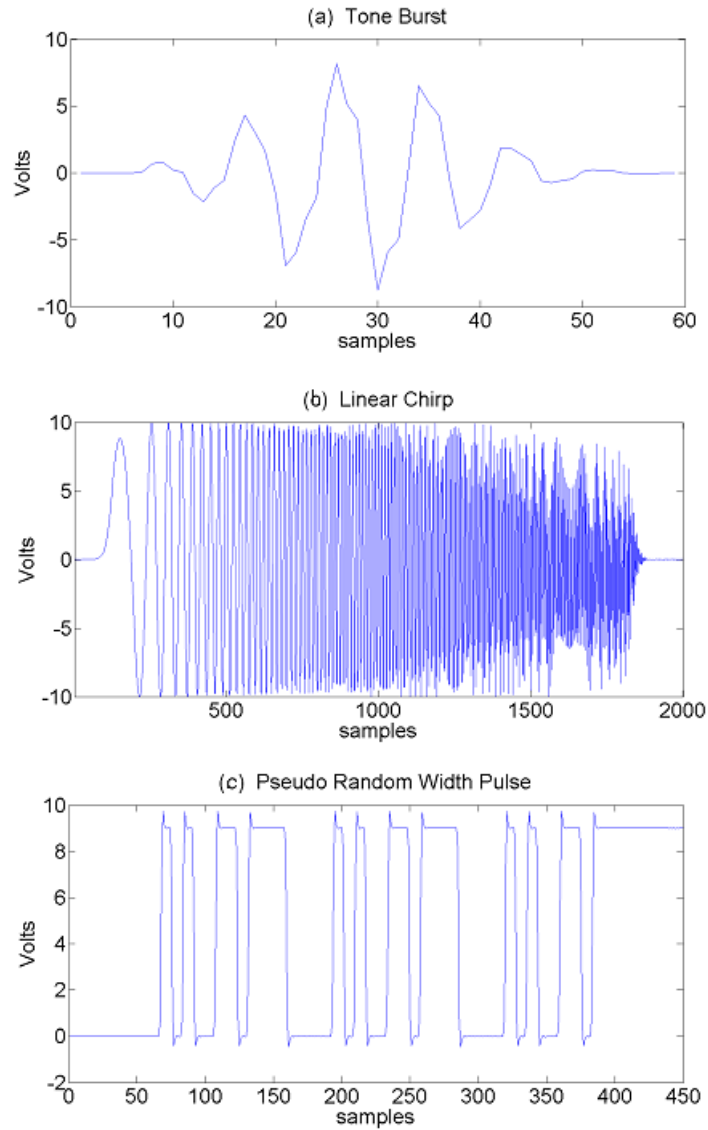 (a) Tone Burst
10
5
0
-5
-10
Volts
0 10 20 30 40 50 60
samples
(b) Linear Chirp
10
5
0
-5
-10
Volts
500 1000 1500 2000
samples
(c) Pseudo Random Width Pulse
10
8
6
4
2
0
-2
Volts
0 50 100 150 200 250 300 350 400 450
samples